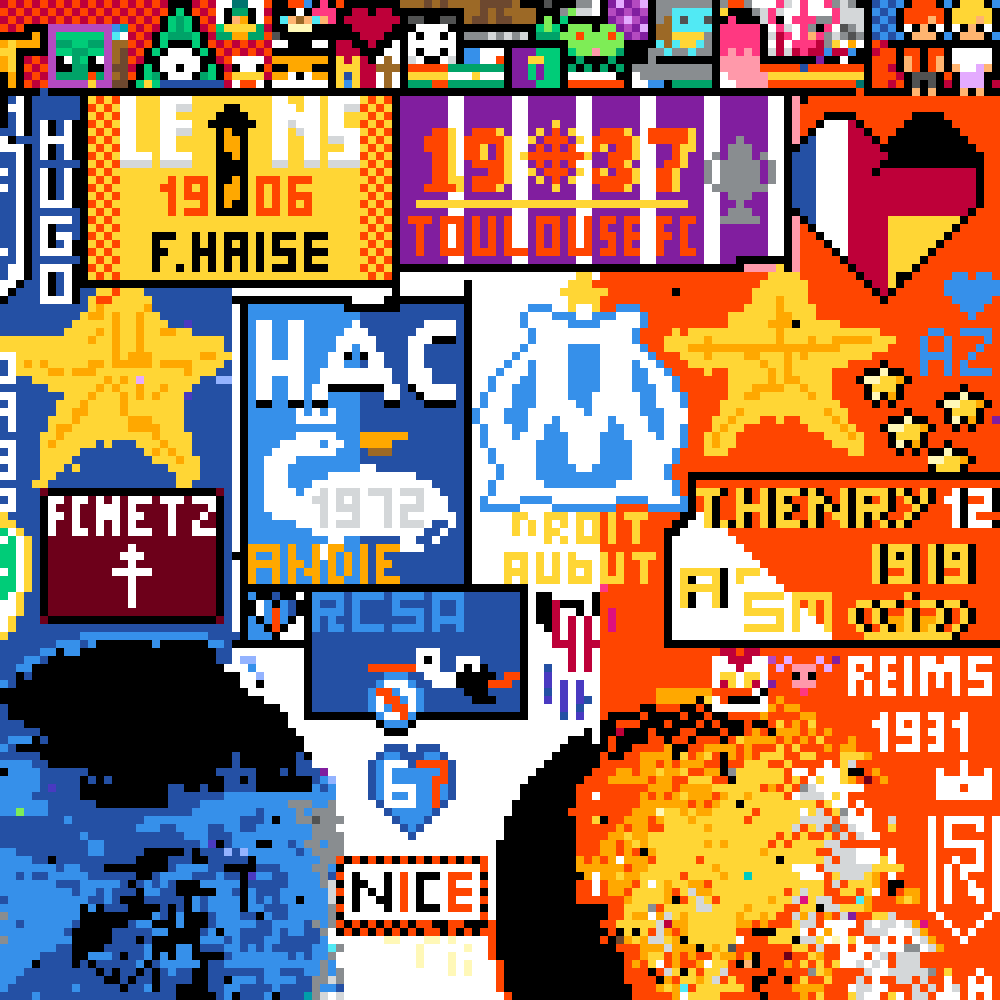 HUGO
LENS
1906
F.HAISE
1937
TOULOUSE FC
HAC
1972
ANDIE
AZ
FCMETZ
DROIT
AUBUT
T.HENRY 12
1919
ASM
RCSA
67
NICE
REIMS
1931
SR